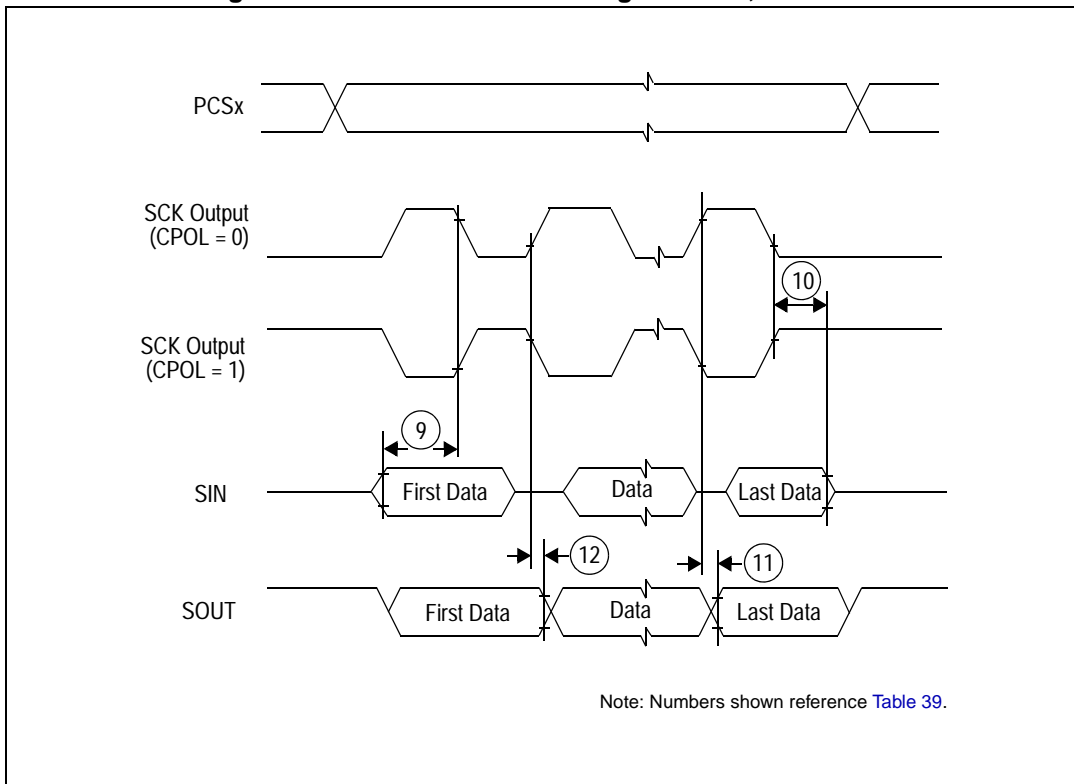 PCSx
SCK Output
(CPOL = 0)
10
SCK Output
(CPOL = 1)
9
SIN
First Data
Data
Last Data
12
11
SOUT
First Data
Data
Last Data
Note: Numbers shown reference Table 39.